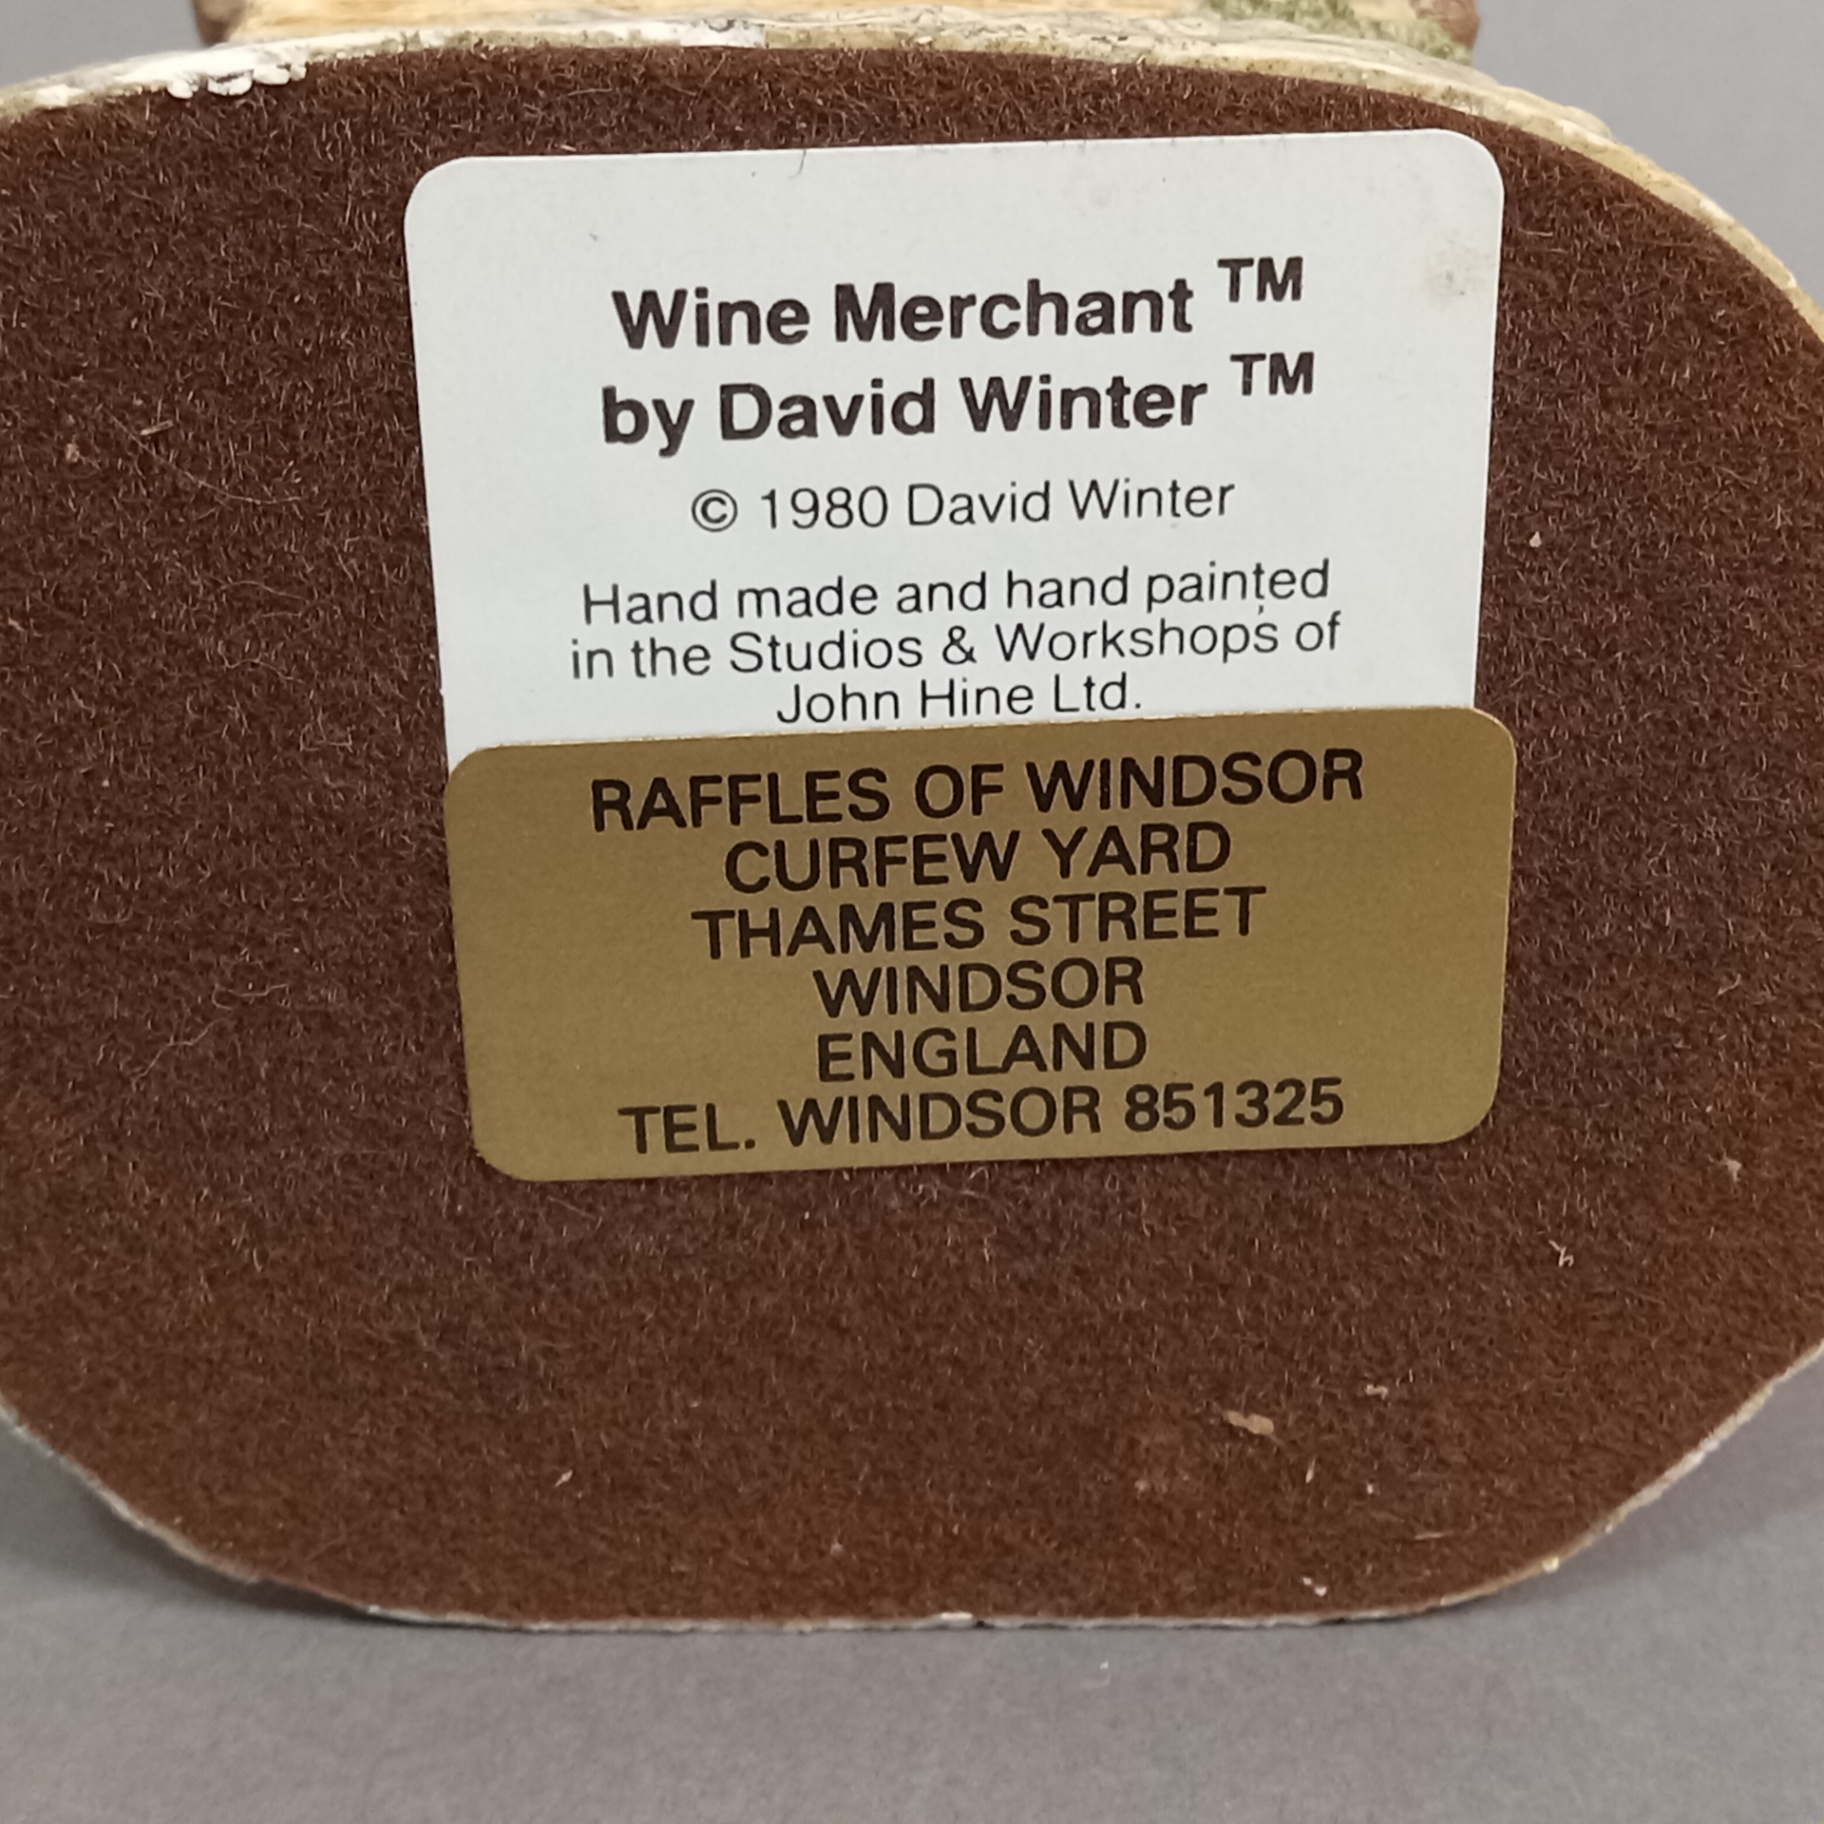 Wine Merchant ™
by David Winter ™
© 1980 David Winter
Hand made and hand painted
in the Studios & Workshops of
John Hine Ltd.
RAFFLES OF WINDSOR
CURFEW YARD
THAMES STREET
WINDSOR
ENGLAND
TEL. WINDSOR 851325